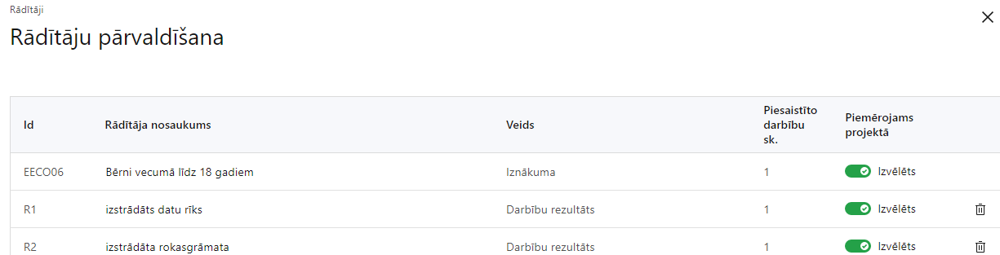 Rādītāji
Rādītāju pārvaldīšana
Id Rādītāja nosaukums Veids Piesaistīto darbību sk. Piemērojams projektā
EECO06 Bērni vecumā līdz 18 gadiem Iznākuma 1 Izvēlēts
R1 izstrādāts datu rīks Darbību rezultāts 1 Izvēlēts
R2 izstrādāta rokasgrāmata Darbību rezultāts 1 Izvēlēts